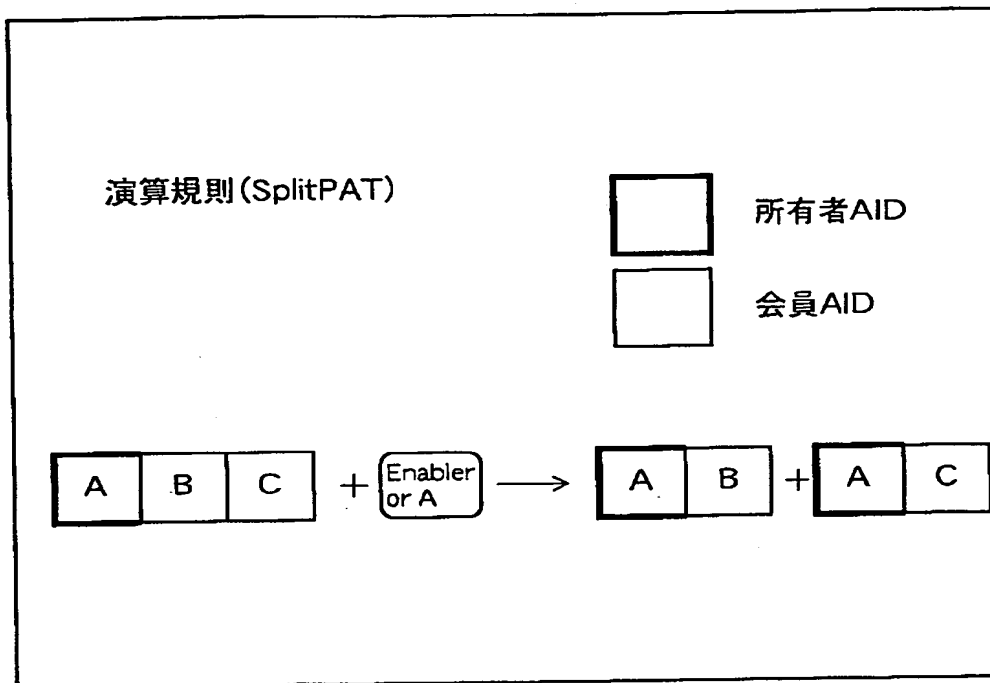 演算規則(SplitPAT)
所有者AID
会員AID
A B C + Enabler or A → A B + A C